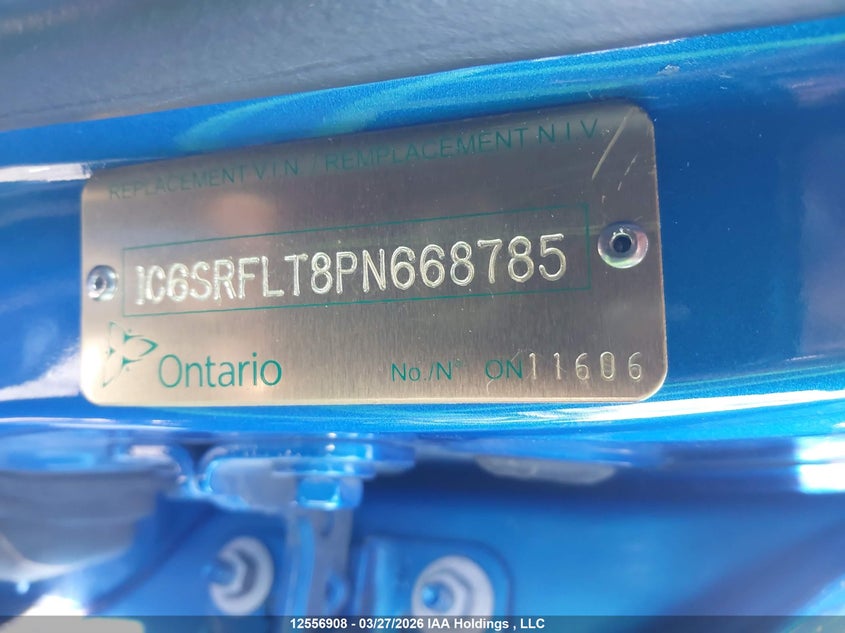 REPLACEMENT V.I.N. / REMPLACEMENT N.I.V.
1C6SRFLT8PN668785
Ontario No./N° ON11606
12556908 - 03/27/2026 IAA Holdings , LLC